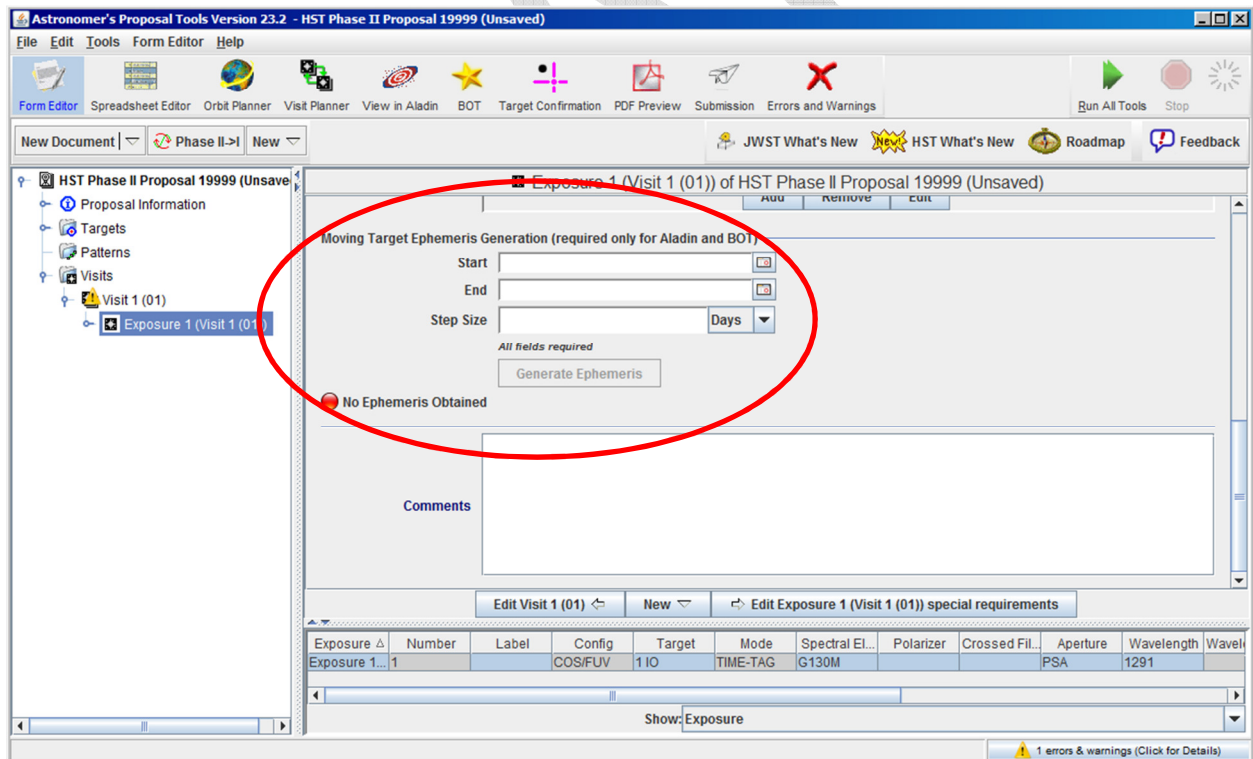 Astronomer's Proposal Tools Version 23.2 - HST Phase II Proposal 19999 (Unsaved)
File Edit Tools Form Editor Help
Form Editor Spreadsheet Editor Orbit Planner Visit Planner View in Aladin BOT Target Confirmation PDF Preview Submission Errors and Warnings Run All Tools Stop
New Document Phase II->I New JWST What's New New! HST What's New Roadmap Feedback
HST Phase II Proposal 19999 (Unsave
Proposal Information
Targets
Patterns
Visits
Visit 1 (01)
Exposure 1 (Visit 1 (01))
Exposure 1 (Visit 1 (01)) of HST Phase II Proposal 19999 (Unsaved)
Add Remove Edit
Moving Target Ephemeris Generation (required only for Aladin and BOT)
Start
End
Step Size Days
All fields required
Generate Ephemeris
No Ephemeris Obtained
Comments
Edit Visit 1 (01) New Edit Exposure 1 (Visit 1 (01)) special requirements
Exposure Number Label Config Target Mode Spectral El... Polarizer Crossed Fil... Aperture Wavelength Wavel
Exposure 1... 1 COS/FUV 1 IO TIME-TAG G130M PSA 1291
Show: Exposure
1 errors & warnings (Click for Details)